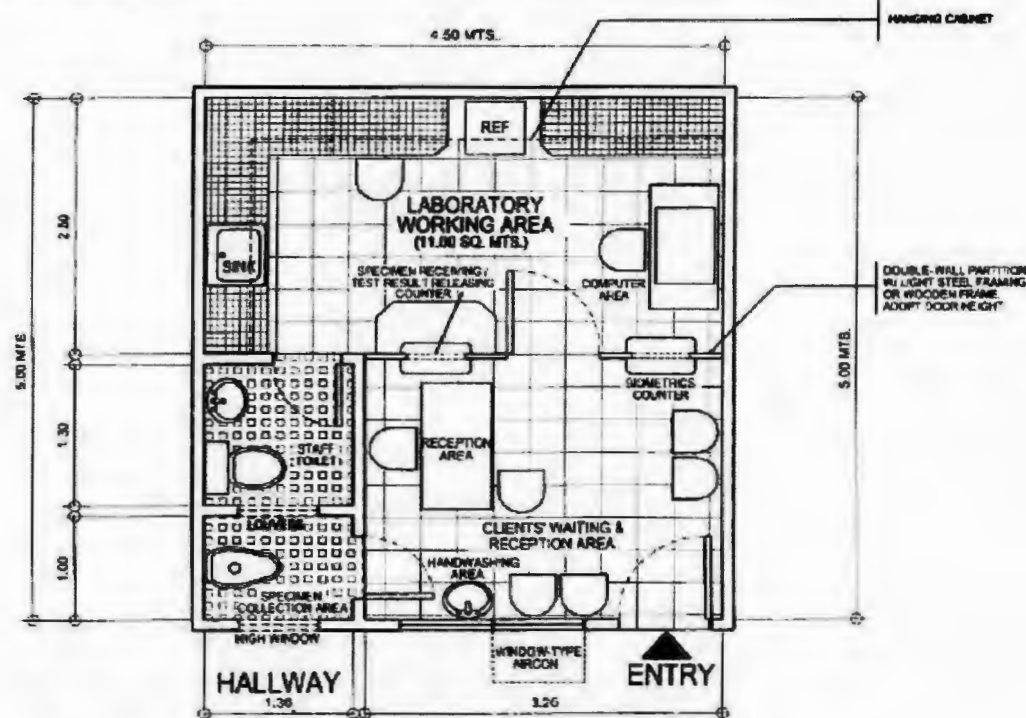 HANGING CABINET
4.50 MTS.
REF
LABORATORY
WORKING AREA
(11.00 SQ. MTS.)
SPECIMEN RECEIVING /
TEST RESULT RELEASING
COUNTER
SINK
COMPUTER
AREA
DOUBLE-WALL PARTITION
W/ LIGHT STEEL FRAMING
OR WOODEN FRAME.
ADOPT DOOR HEIGHT
2.50
5.00 MTS.
5.00 MTS.
BIOMETRICS
COUNTER
1.30
STAFF
TOILET
RECEPTION
AREA
LOUVERS
CLIENTS' WAITING &
RECEPTION AREA
1.00
HANDWASHING
AREA
SPECIMEN
COLLECTION AREA
HIGH WINDOW
WINDOW-TYPE
AIRCON
HALLWAY
ENTRY
1.30
3.20